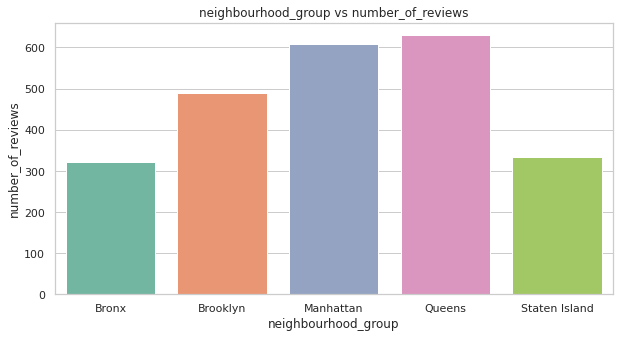 neighbourhood_group vs number_of_reviews
600
500
400
300
200
100
0
number_of_reviews
Bronx Brooklyn Manhattan Queens Staten Island
neighbourhood_group